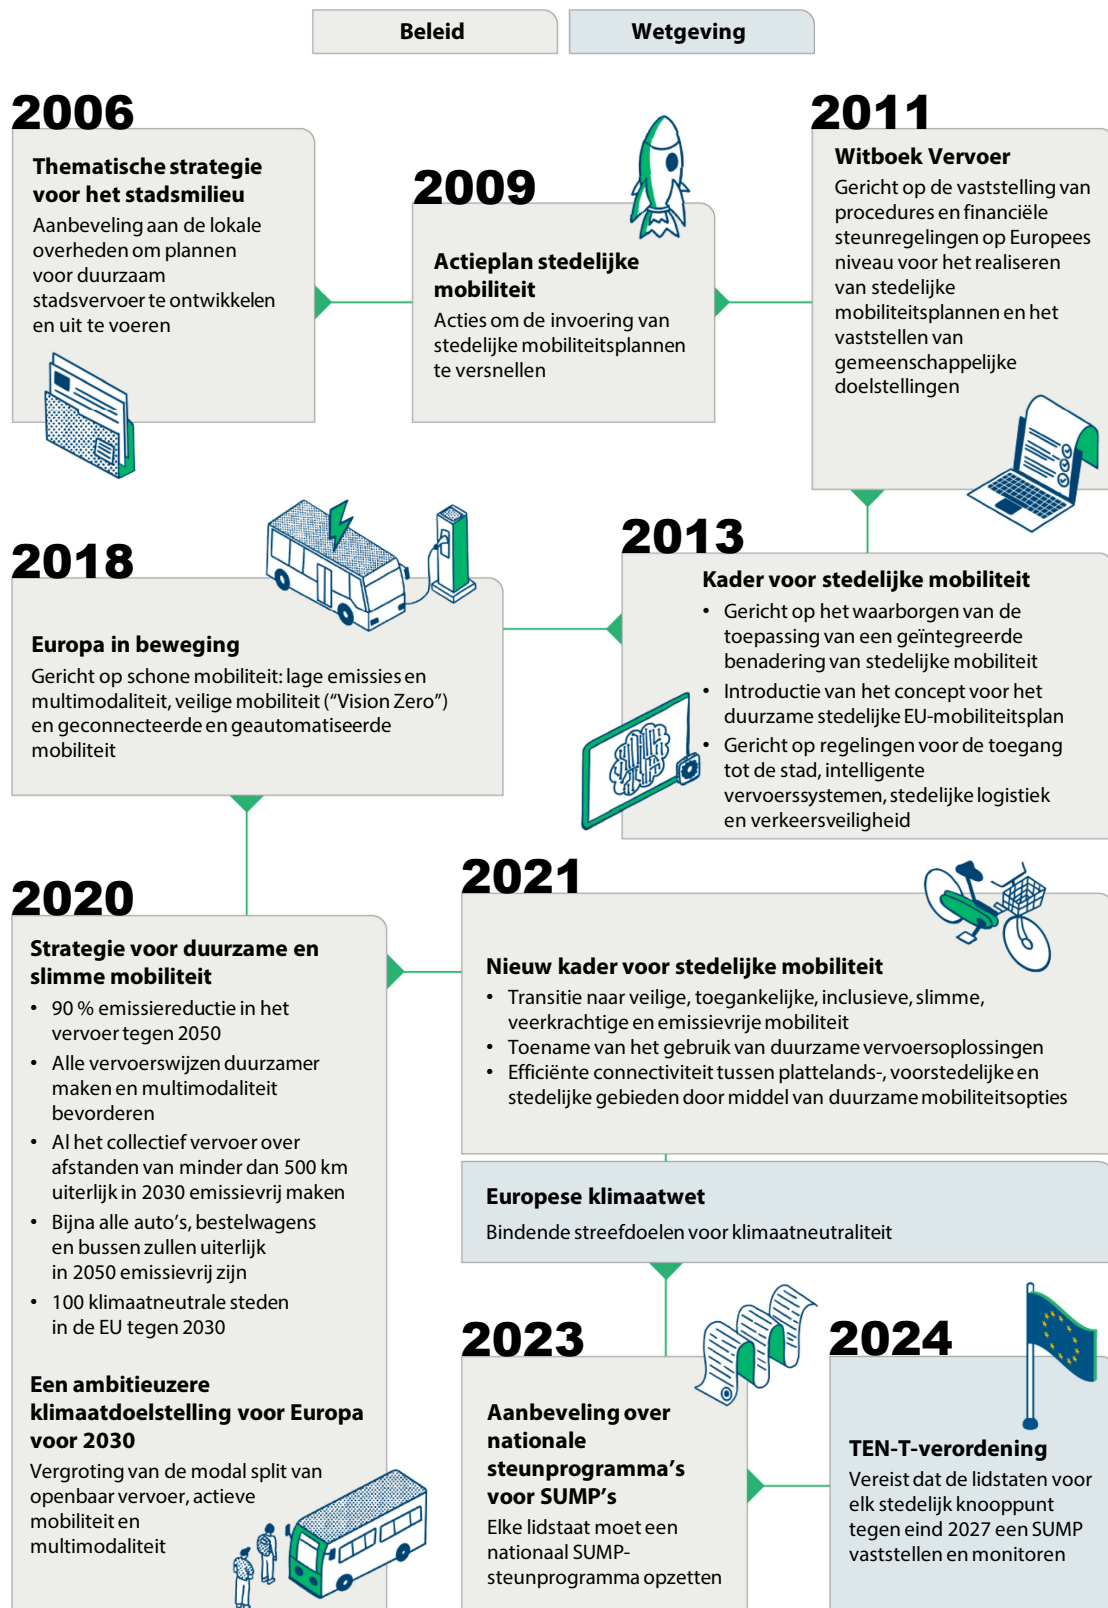 Beleid
Wetgeving
2006
Thematische strategie
voor het stadsmilieu
Aanbeveling aan de lokale
overheden om plannen
voor duurzaam
stadsvervoer te ontwikkelen
en uit te voeren
2009
Actieplan stedelijke
mobiliteit
Acties om de invoering van
stedelijke mobiliteitsplannen
te versnellen
2011
Witboek Vervoer
Gericht op de vaststelling van
procedures en financiële
steunregelingen op Europees
niveau voor het realiseren
van stedelijke
mobiliteitsplannen en het
vaststellen van
gemeenschappelijke
doelstellingen
2013
Kader voor stedelijke mobiliteit
• Gericht op het waarborgen van de
toepassing van een geïntegreerde
benadering van stedelijke mobiliteit
• Introductie van het concept voor het
duurzame stedelijke EU-mobiliteitsplan
• Gericht op regelingen voor de toegang
tot de stad, intelligente
vervoerssystemen, stedelijke logistiek
en verkeersveiligheid
2018
Europa in beweging
Gericht op schone mobiliteit: lage emissies en
multimodaliteit, veilige mobiliteit (“Vision Zero”)
en geconnecteerde en geautomatiseerde
mobiliteit
2020
Strategie voor duurzame en
slimme mobiliteit
• 90 % emissiereductie in het
vervoer tegen 2050
• Alle vervoerswijzen duurzamer
maken en multimodaliteit
bevorderen
• Al het collectief vervoer over
afstanden van minder dan 500 km
uiterlijk in 2030 emissievrij maken
• Bijna alle auto’s, bestelwagens
en bussen zullen uiterlijk
in 2050 emissievrij zijn
• 100 klimaatneutrale steden
in de EU tegen 2030
Een ambitieuzere
klimaatdoelstelling voor Europa
voor 2030
Vergroting van de modal split van
openbaar vervoer, actieve
mobiliteit en
multimodaliteit
2021
Nieuw kader voor stedelijke mobiliteit
• Transitie naar veilige, toegankelijke, inclusieve, slimme,
veerkrachtige en emissievrije mobiliteit
• Toename van het gebruik van duurzame vervoersoplossingen
• Efficiënte connectiviteit tussen plattelands-, voorstedelijke en
stedelijke gebieden door middel van duurzame mobiliteitsopties
Europese klimaatwet
Bindende streefdoelen voor klimaatneutraliteit
2023
Aanbeveling over
nationale
steunprogramma’s
voor SUMP’s
Elke lidstaat moet een
nationaal SUMP-
steunprogramma opzetten
2024
TEN-T-verordening
Vereist dat de lidstaten voor
elk stedelijk knooppunt
tegen eind 2027 een SUMP
vaststellen en monitoren